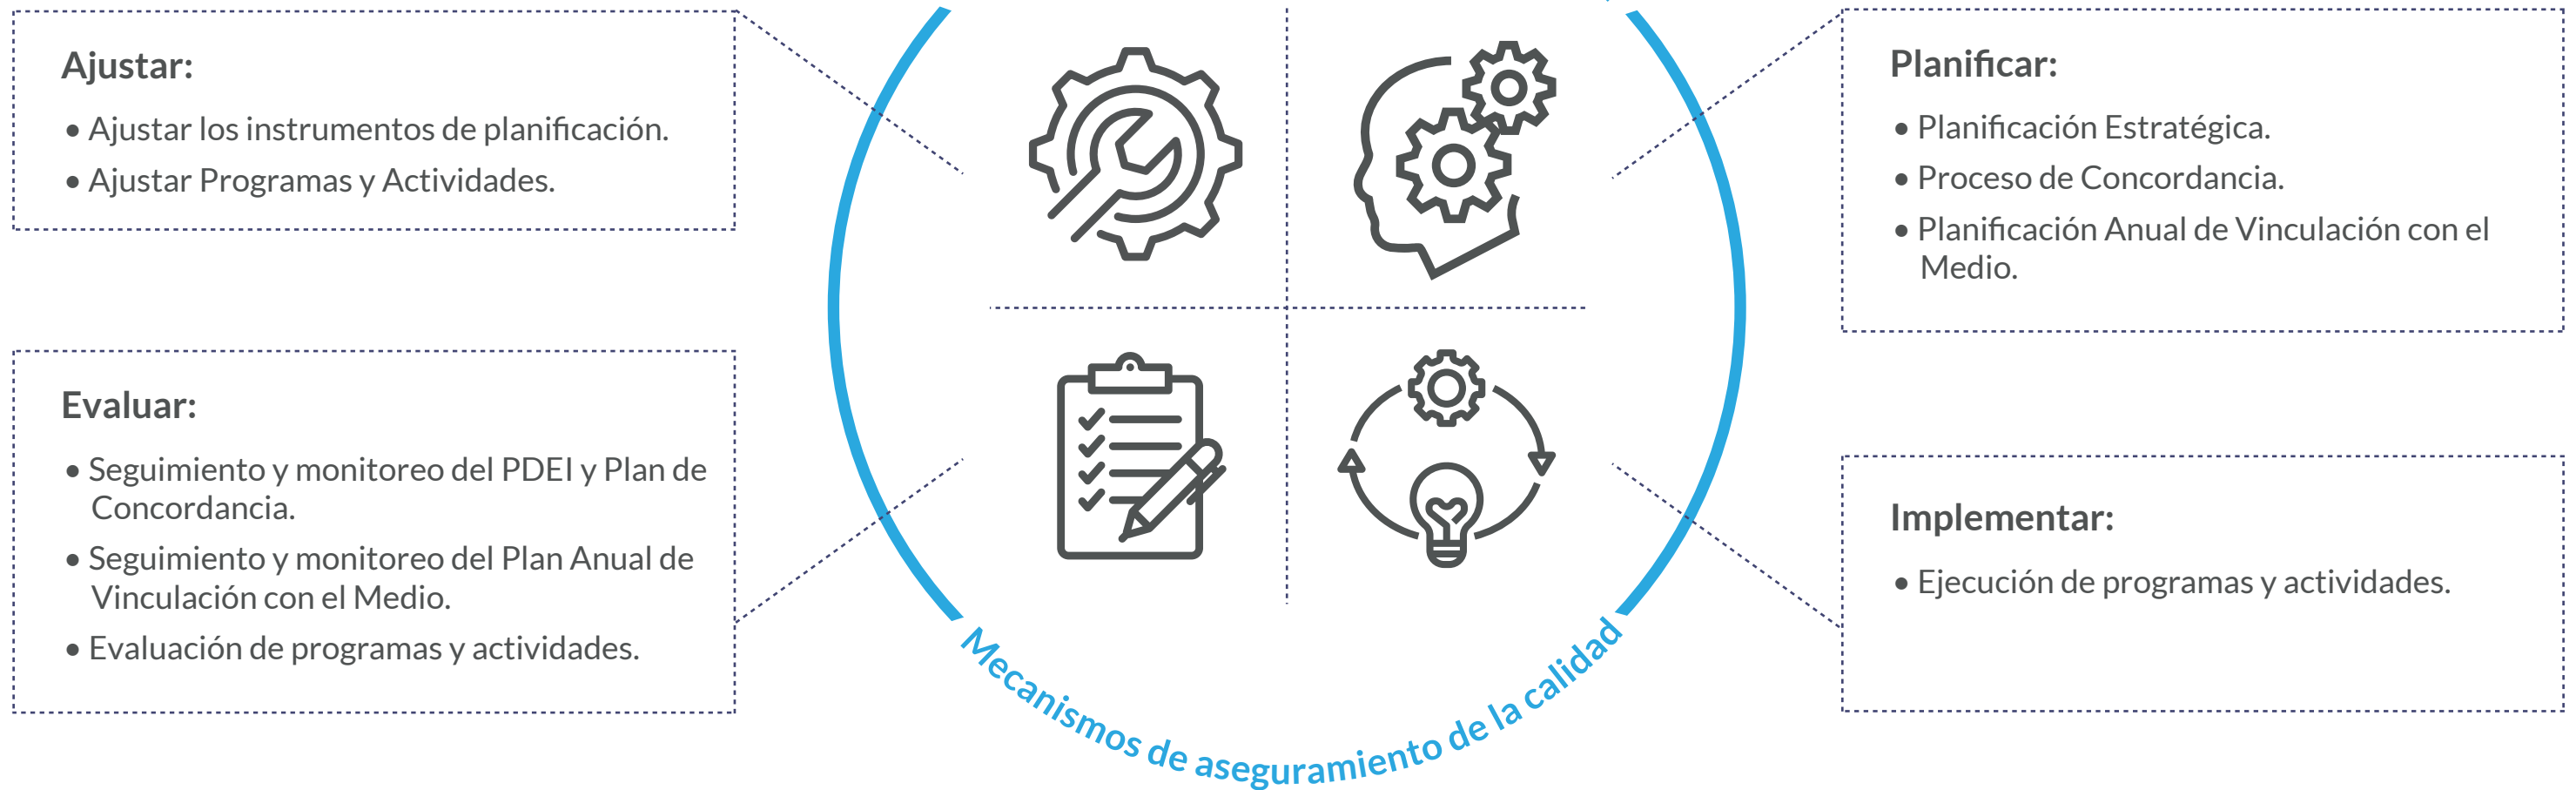 Ajustar:
• Ajustar los instrumentos de planificación.
• Ajustar Programas y Actividades.
Planificar:
• Planificación Estratégica.
• Proceso de Concordancia.
• Planificación Anual de Vinculación con el
Medio.
Evaluar:
• Seguimiento y monitoreo del PDEI y Plan de
Concordancia.
• Seguimiento y monitoreo del Plan Anual de
Vinculación con el Medio.
• Evaluación de programas y actividades.
Implementar:
• Ejecución de programas y actividades.
Mecanismos de aseguramiento de la calidad